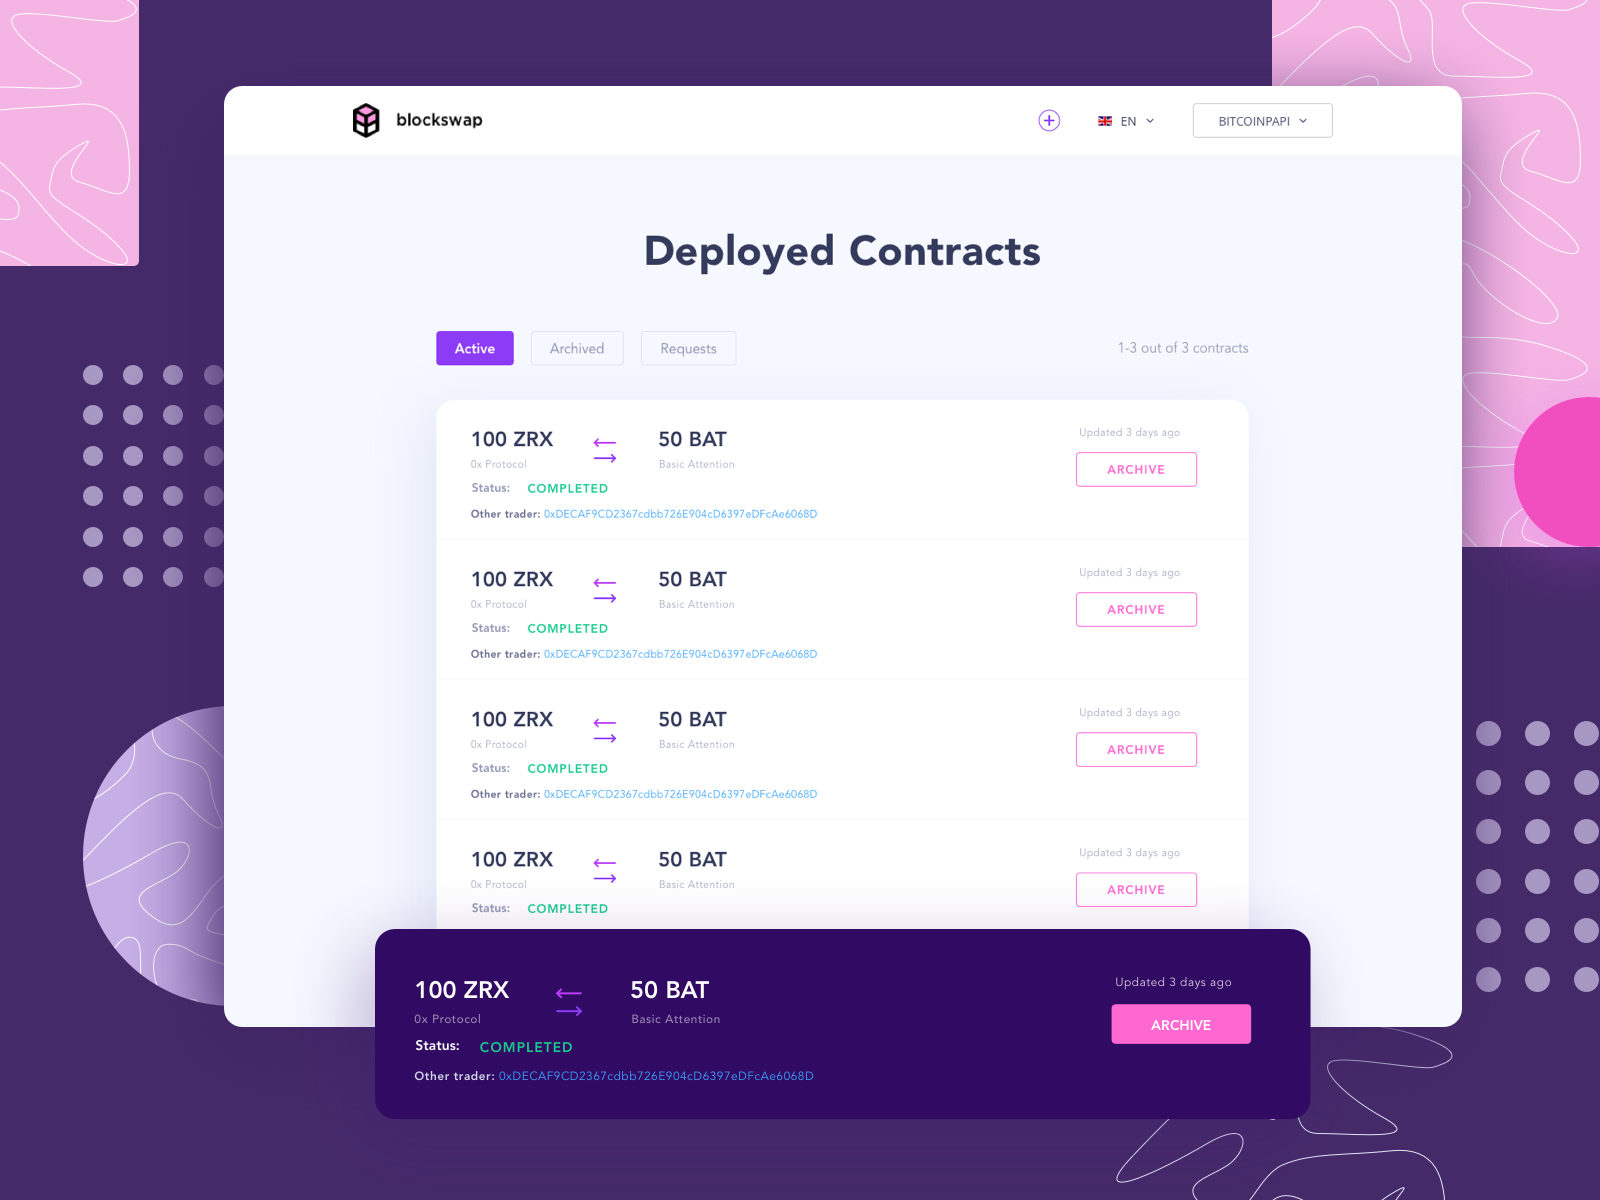 blockswap
EN
BITCOINPAPI
Deployed Contracts
Active
Archived
Requests
1-3 out of 3 contracts
100 ZRX
50 BAT
Updated 3 days ago
0x Protocol
Basic Attention
ARCHIVE
Status: COMPLETED
Other trader: 0xDECAF9CD2367cdbb726E904cD6397eDFcAe6068D
100 ZRX
50 BAT
Updated 3 days ago
0x Protocol
Basic Attention
ARCHIVE
Status: COMPLETED
Other trader: 0xDECAF9CD2367cdbb726E904cD6397eDFcAe6068D
100 ZRX
50 BAT
Updated 3 days ago
0x Protocol
Basic Attention
ARCHIVE
Status: COMPLETED
Other trader: 0xDECAF9CD2367cdbb726E904cD6397eDFcAe6068D
100 ZRX
50 BAT
Updated 3 days ago
0x Protocol
Basic Attention
ARCHIVE
Status: COMPLETED
100 ZRX
50 BAT
Updated 3 days ago
0x Protocol
Basic Attention
ARCHIVE
Status: COMPLETED
Other trader: 0xDECAF9CD2367cdbb726E904cD6397eDFcAe6068D